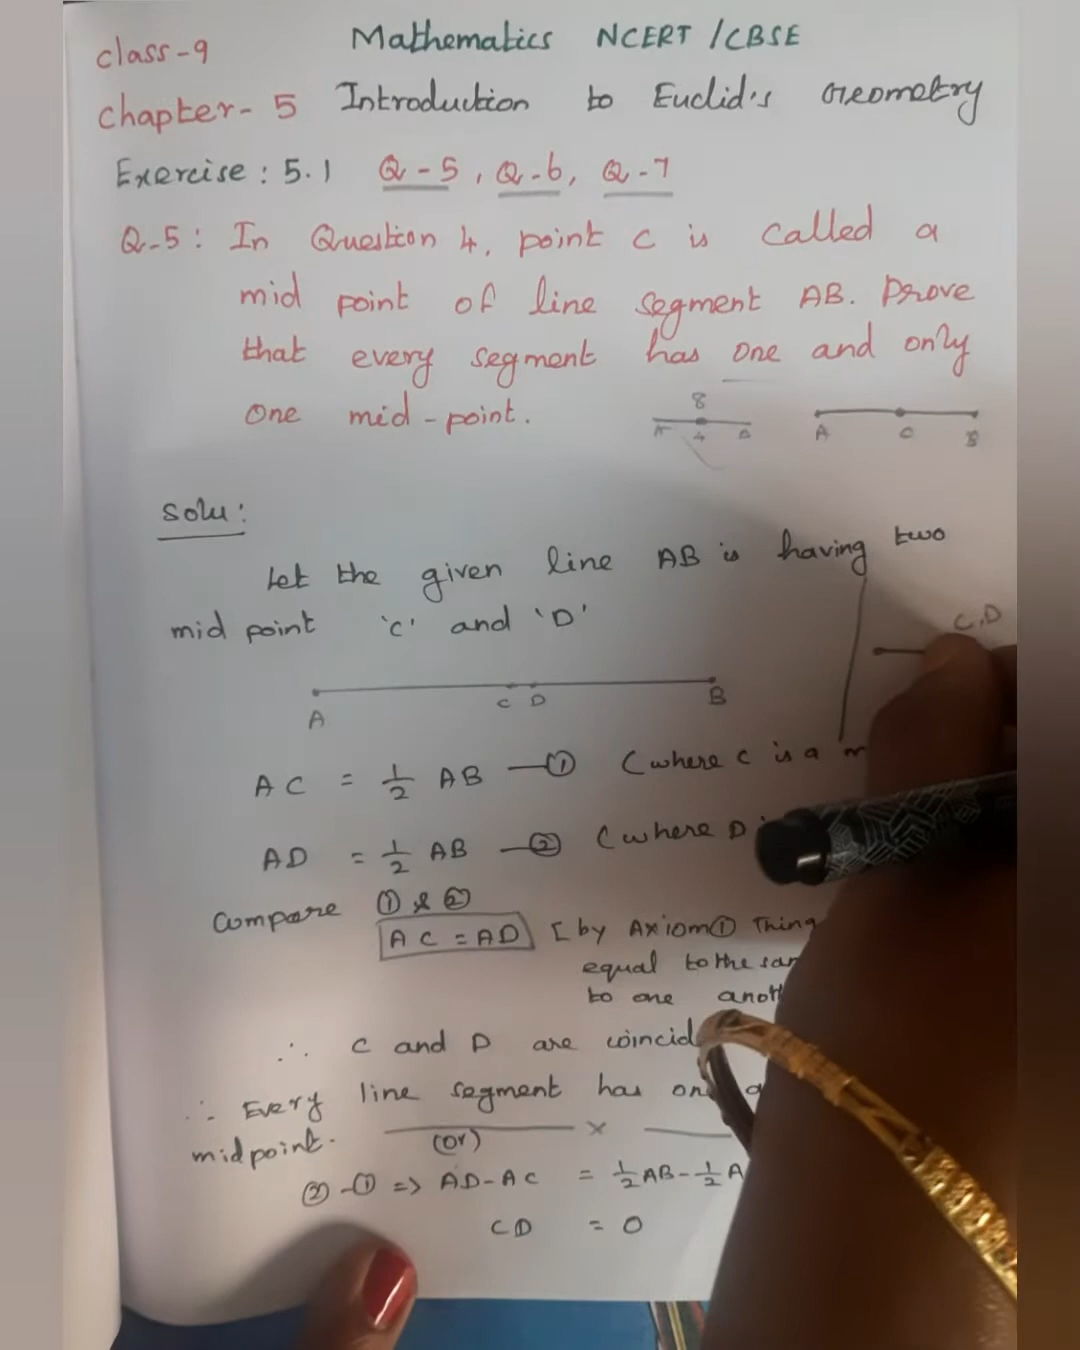 Mathematics NCERT / CBSE
class-9
Chapter- 5 Introduction to Euclid's Geometry
Exercise: 5.1 Q-5, Q-6, Q-7
Q-5: In Question 4, point C is called a
mid point of line segment AB. Prove
that every segment has one and only
one mid-point.
8
A 4 B
A C B
Solu:
Let the given line AB is having two
mid point 'C' and 'D'
C,D
A C D B
AC = 1/2 AB —① (where C is a
AD = 1/2 AB —② (where D
Compare ① & ②
AC = AD [by Axiom① Thing
equal to the
to one
∴ C and D are
∴ Every line segment has
midpoint. ×
(or)
②-① => AD-AC = 1/2 AB - 1/2 A
CD = 0